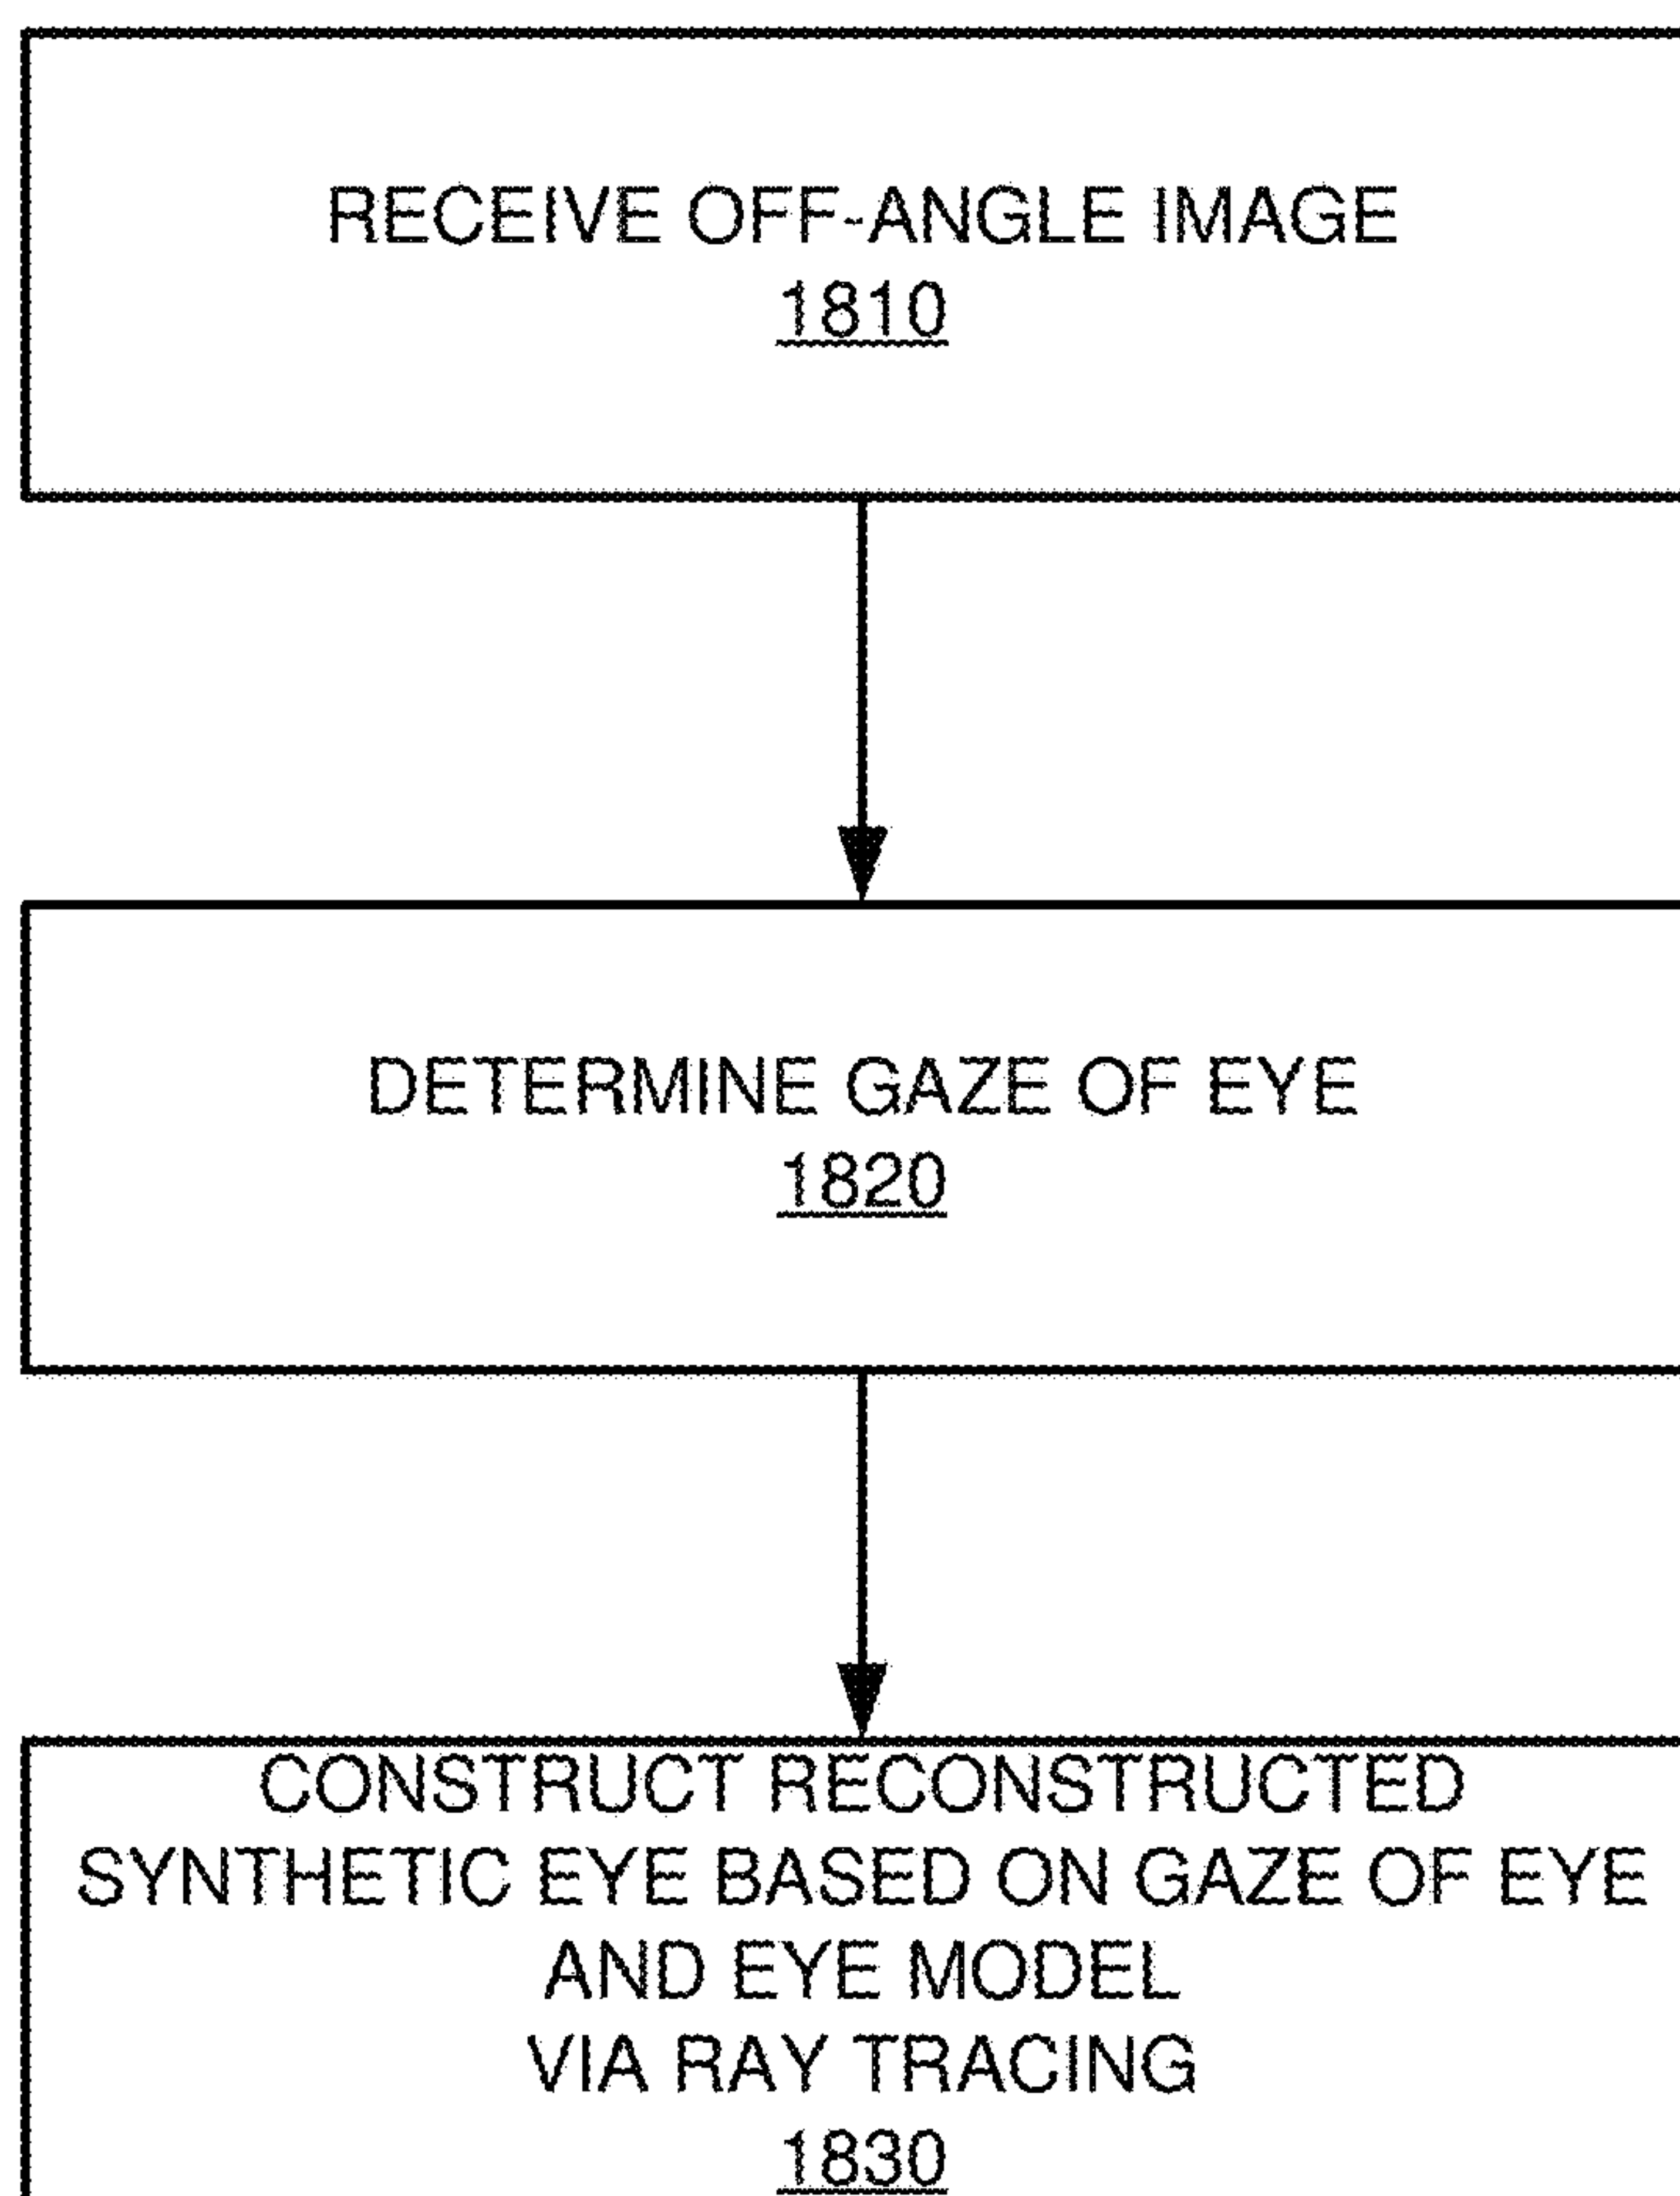 RECEIVE OFF-ANGLE IMAGE
1810
DETERMINE GAZE OF EYE
1820
CONSTRUCT RECONSTRUCTED
SYNTHETIC EYE BASED ON GAZE OF EYE
AND EYE MODEL
VIA RAY TRACING
1830